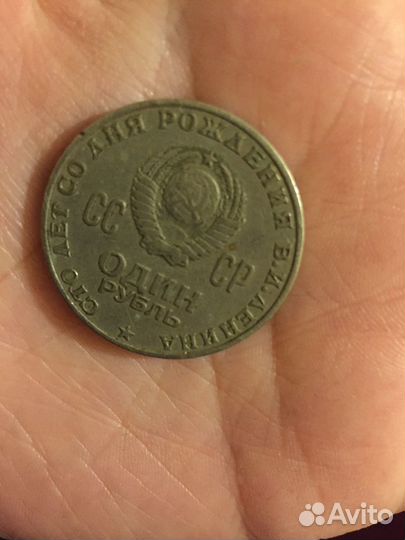 СТО ЛЕТ СО ДНЯ РОЖДЕНИЯ В.И.ЛЕНИНА
СС СР
ОДИН
РУБЛЬ
Avito